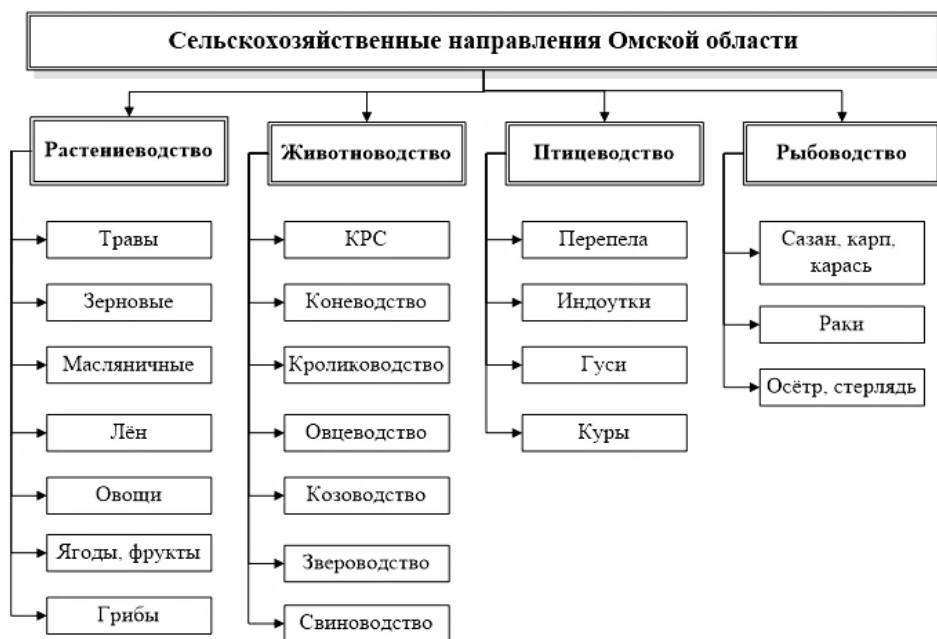 Сельскохозяйственные направления Омской области
Растениеводство
Травы
Зерновые
Масляничные
Лён
Овощи
Ягоды, фрукты
Грибы
Животноводство
КРС
Коневодство
Кролиководство
Овцеводство
Козоводство
Звероводство
Свиноводство
Птицеводство
Перепела
Индоутки
Гуси
Куры
Рыбоводство
Сазан, карп,
карась
Раки
Осётр, стерлядь